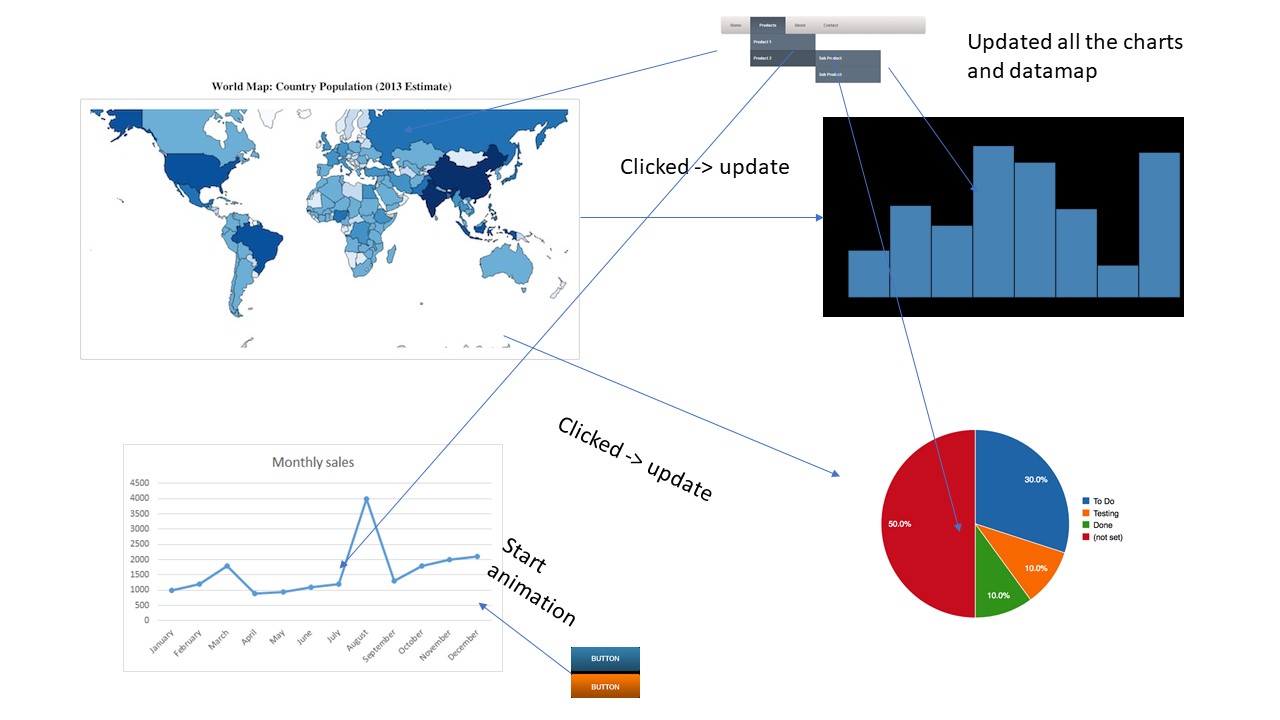 Home Products About Contact
Product 1
Product 2
Sub Product
Sub Product
Updated all the charts
and datamap
World Map: Country Population (2013 Estimate)
Clicked -> update
Clicked -> update
Monthly sales
4500
4000
3500
3000
2500
2000
1500
1000
500
0
January
February
March
April
May
June
July
August
September
October
November
December
Start
animation
BUTTON
BUTTON
30.0%
50.0%
10.0%
10.0%
To Do
Testing
Done
(not set)